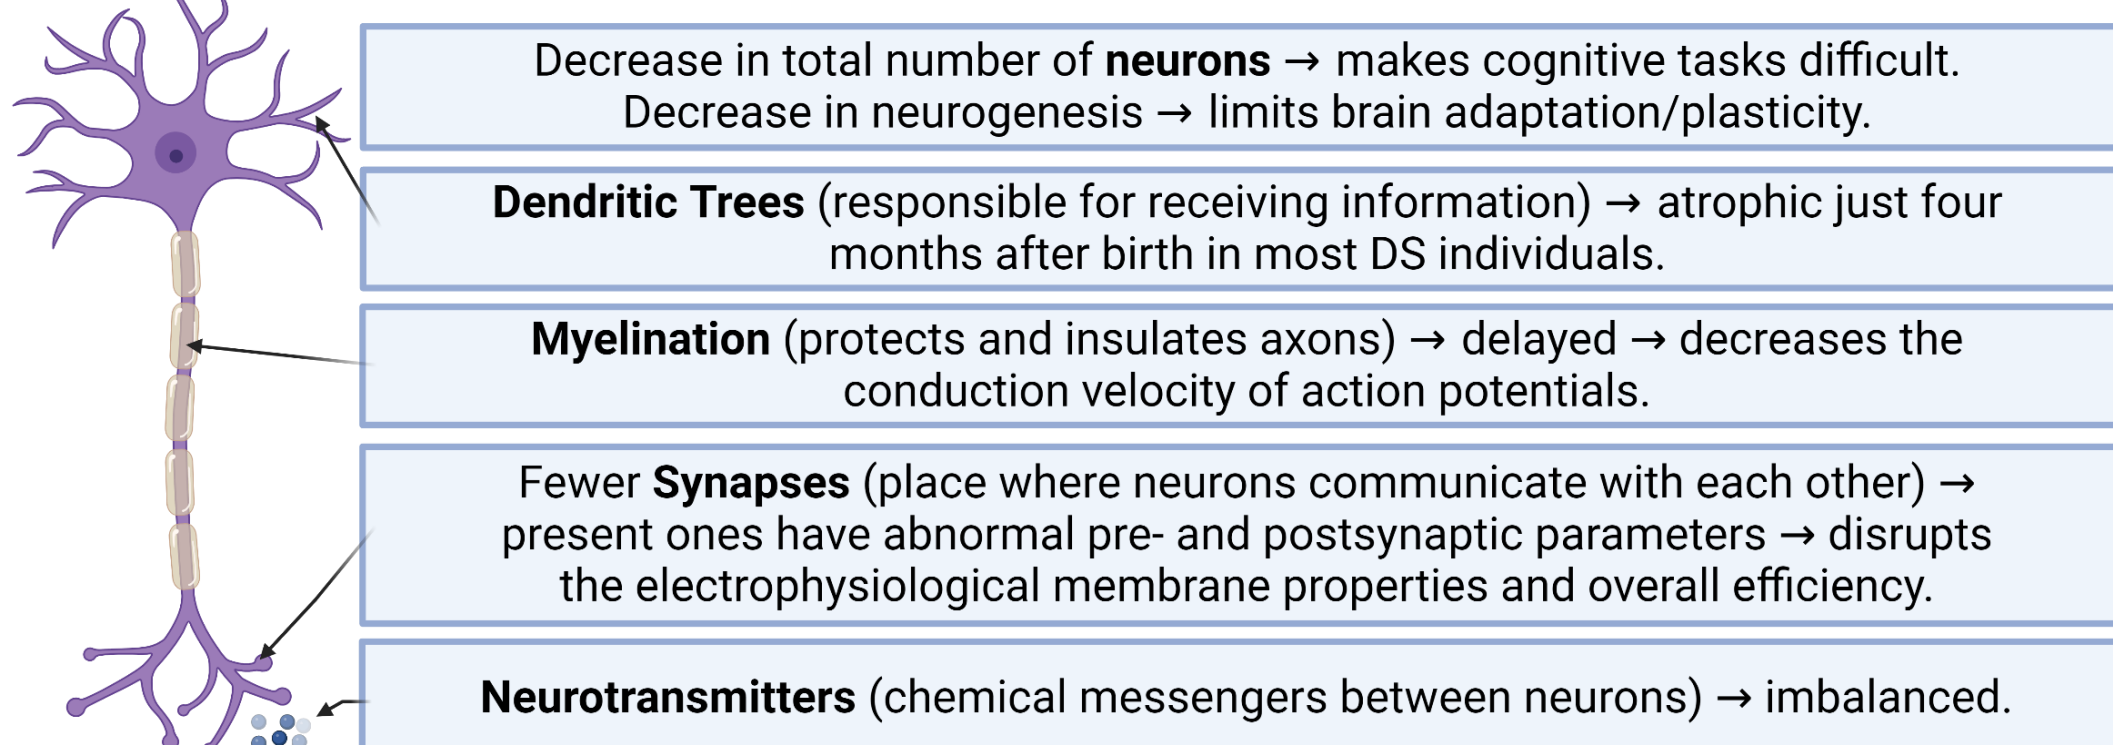 Decrease in total number of neurons → makes cognitive tasks difficult.
Decrease in neurogenesis → limits brain adaptation/plasticity.
Dendritic Trees (responsible for receiving information) → atrophic just four
months after birth in most DS individuals.
Myelination (protects and insulates axons) → delayed → decreases the
conduction velocity of action potentials.
Fewer Synapses (place where neurons communicate with each other) →
present ones have abnormal pre- and postsynaptic parameters → disrupts
the electrophysiological membrane properties and overall efficiency.
Neurotransmitters (chemical messengers between neurons) → imbalanced.